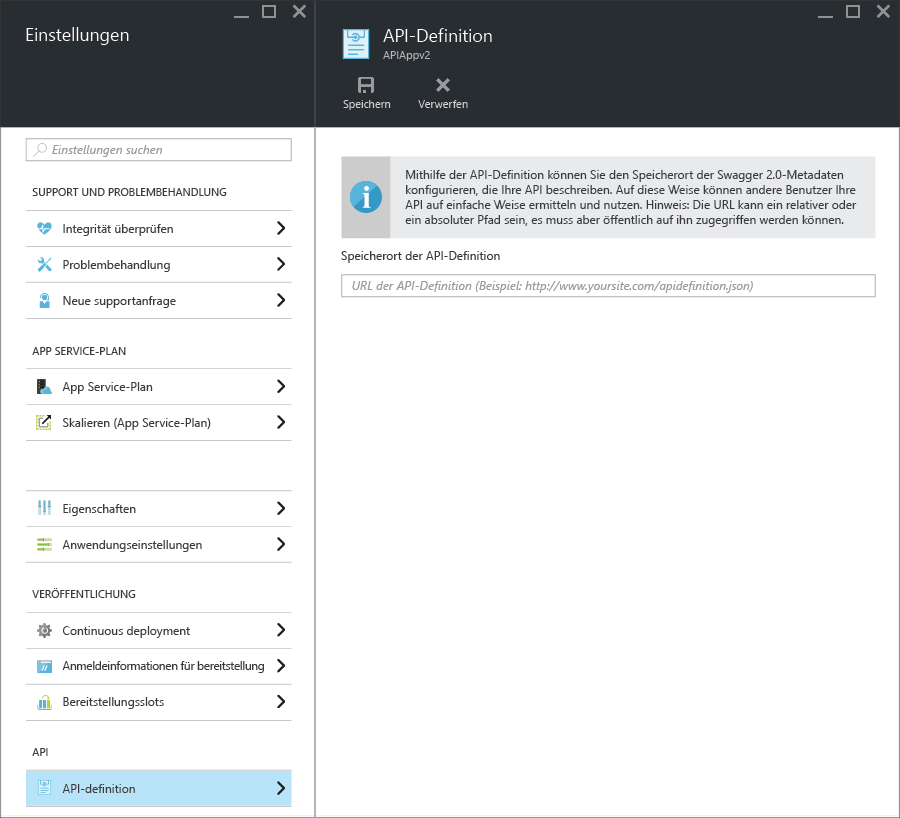 Einstellungen
Einstellungen suchen
SUPPORT UND PROBLEMBEHANDLUNG
Integrität überprüfen
Problembehandlung
Neue supportanfrage
APP SERVICE-PLAN
App Service-Plan
Skalieren (App Service-Plan)
Eigenschaften
Anwendungseinstellungen
VERÖFFENTLICHUNG
Continuous deployment
Anmeldeinformationen für bereitstellung
Bereitstellungsslots
API
API-definition
API-Definition
APIAppv2
Speichern
Verwerfen
Mithilfe der API-Definition können Sie den Speicherort der Swagger 2.0-Metadaten
konfigurieren, die Ihre API beschreiben. Auf diese Weise können andere Benutzer Ihre
API auf einfache Weise ermitteln und nutzen. Hinweis: Die URL kann ein relativer oder
ein absoluter Pfad sein, es muss aber öffentlich auf ihn zugegriffen werden können.
Speicherort der API-Definition
URL der API-Definition (Beispiel: http://www.yoursite.com/apidefinition.json)